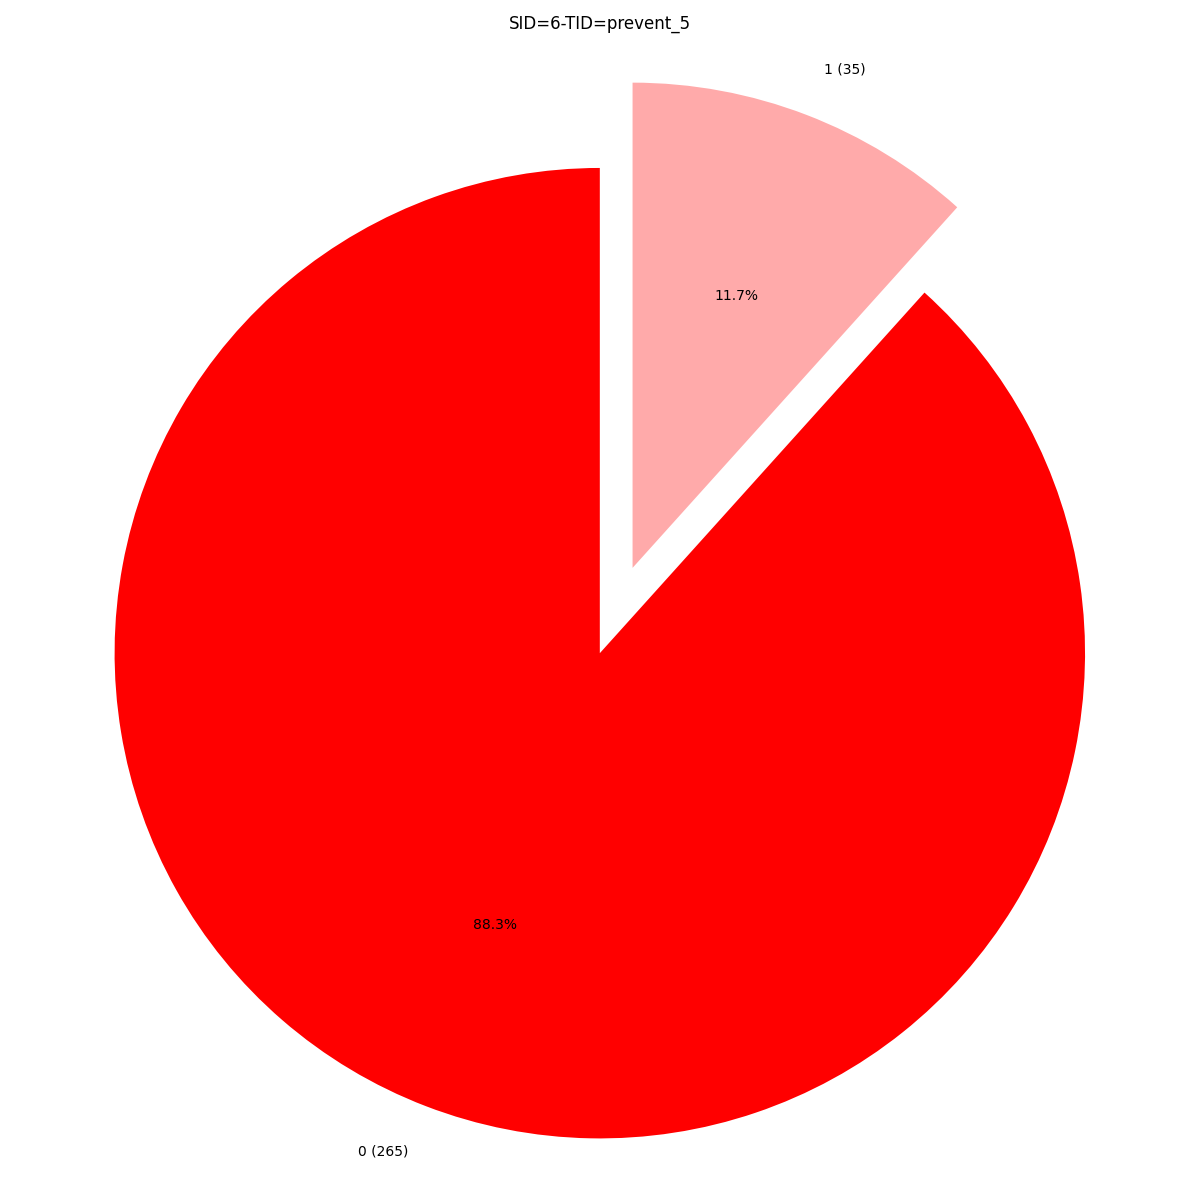 SID=6-TID=prevent_5
1 (35)
11.7%
88.3%
0 (265)